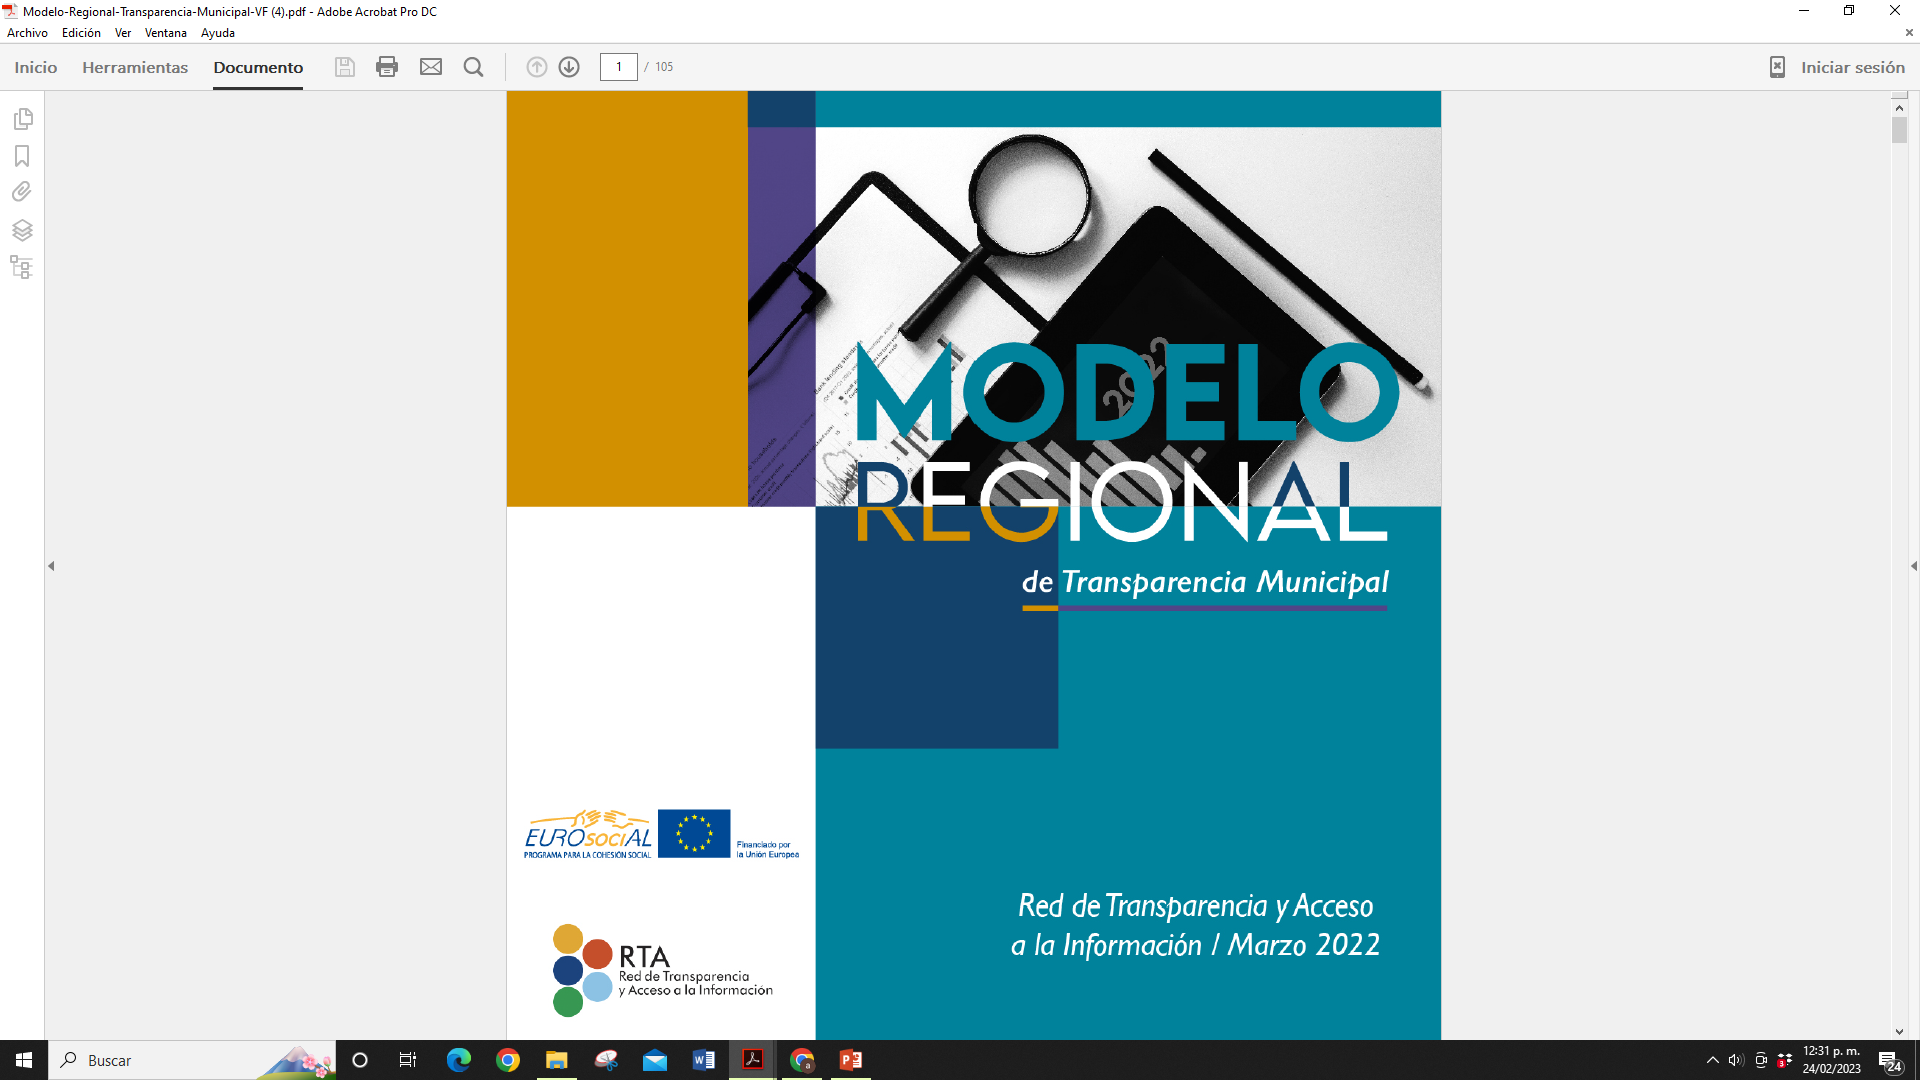 Modelo-Regional-Transparencia-Municipal-VF (4).pdf - Adobe Acrobat Pro DC
Archivo Edición Ver Ventana Ayuda
Inicio Herramientas Documento 1 / 105 Iniciar sesión
2022
MODELO
REGIONAL
de Transparencia Municipal
EUROsociAL
PROGRAMA PARA LA COHESIÓN SOCIAL
Financiado por
la Unión Europea
Red de Transparencia y Acceso
a la Información / Marzo 2022
RTA
Red de Transparencia
y Acceso a la Información
Buscar
12:31 p. m.
24/02/2023
24